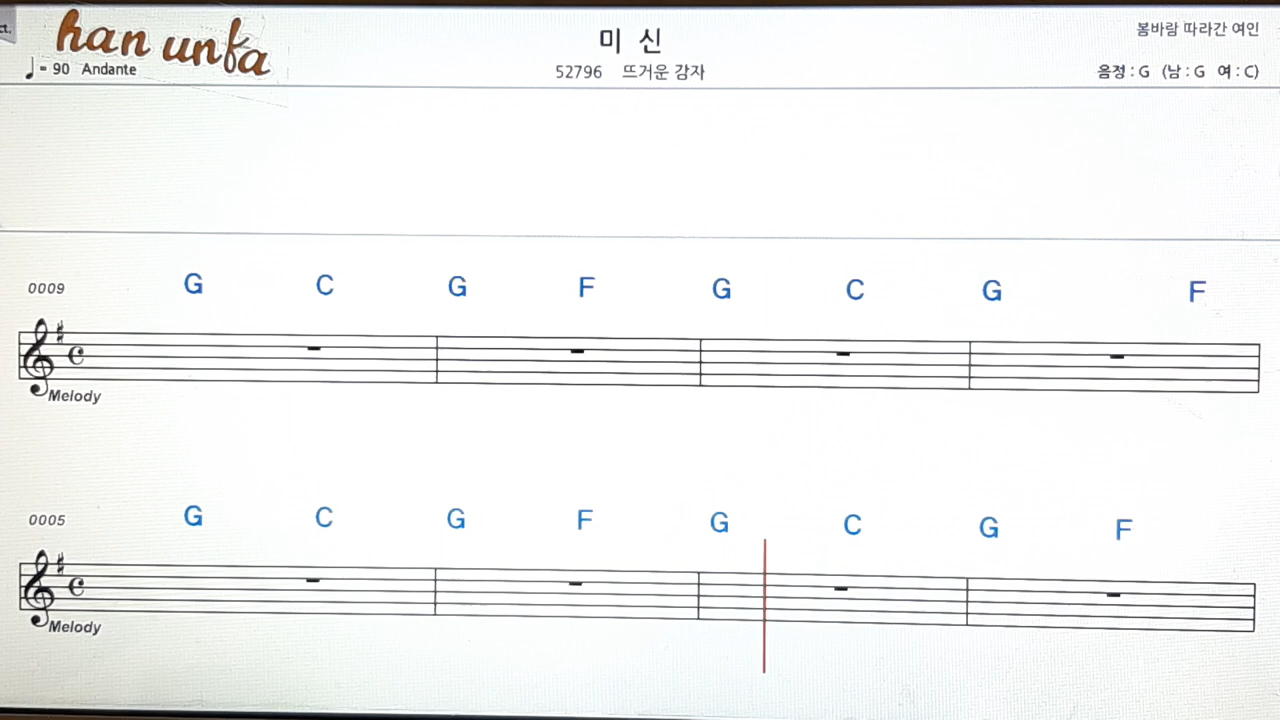 ct.
han unfa
♩= 90 Andante
미 신
52796 뜨거운 감자
봄바람 따라간 여인
음정 : G (남 : G 여 : C)
0009 G C G F G C G F
Melody
0005 G C G F G C G F
Melody